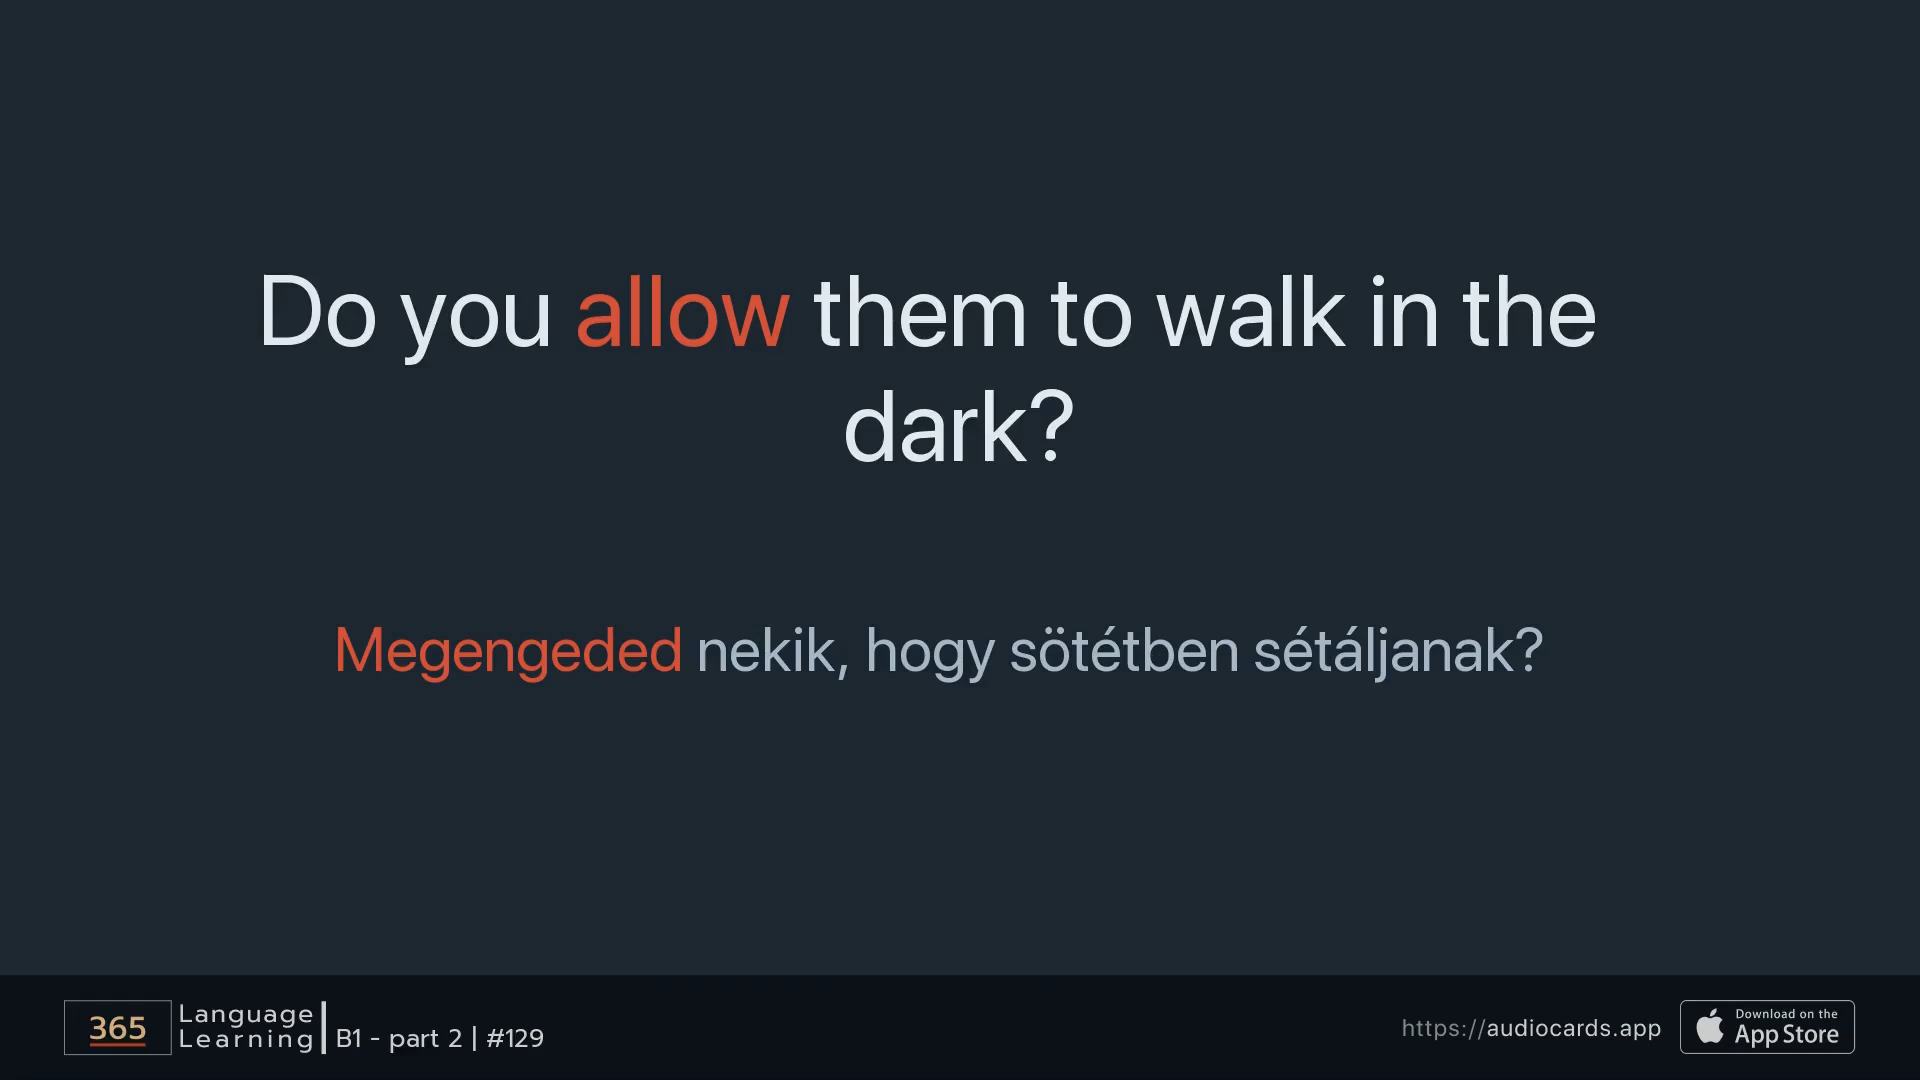 Do you allow them to walk in the
dark?
Megengeded nekik, hogy sötétben sétáljanak?
365
Language
Learning
B1 - part 2 | #129
https://audiocards.app
Download on the
App Store